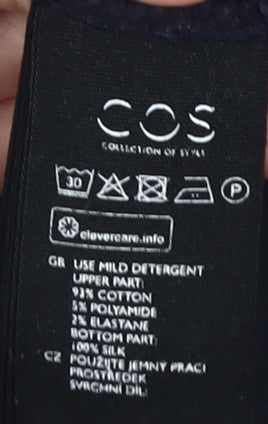 COS
COLLECTION OF STYLE
30 P
clevercare.info
GB USE MILD DETERGENT
UPPER PART:
93% COTTON
5% POLYAMIDE
2% ELASTANE
BOTTOM PART:
100% SILK
CZ POUŽIJTE JEMNÝ PRACÍ
PROSTŘEDEK
SVRCHNÍ DÍL: